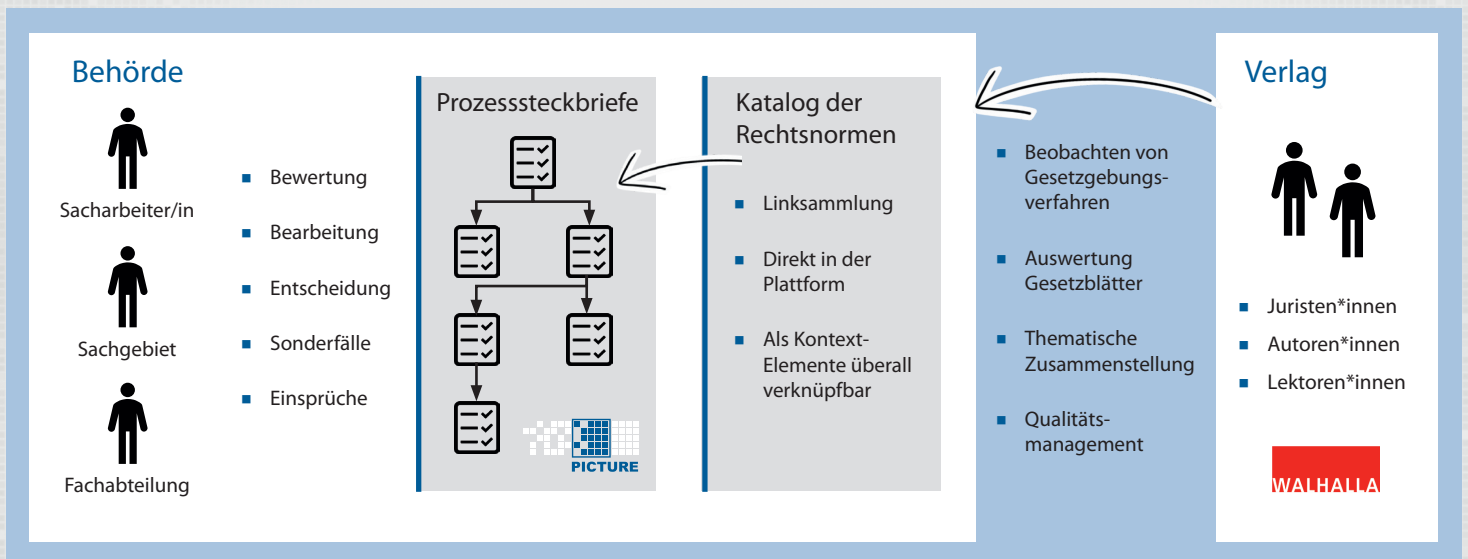 Behörde
Sacharbeiter/in
Sachgebiet
Fachabteilung
Bewertung
Bearbeitung
Entscheidung
Sonderfälle
Einsprüche
Prozesssteckbriefe
PICTURE
Katalog der
Rechtsnormen
Linksammlung
Direkt in der
Plattform
Als Kontext-
Elemente überall
verknüpfbar
Beobachten von
Gesetzgebungs-
verfahren
Auswertung
Gesetzblätter
Thematische
Zusammenstellung
Qualitäts-
management
Verlag
Juristen*innen
Autoren*innen
Lektoren*innen
WALHALLA